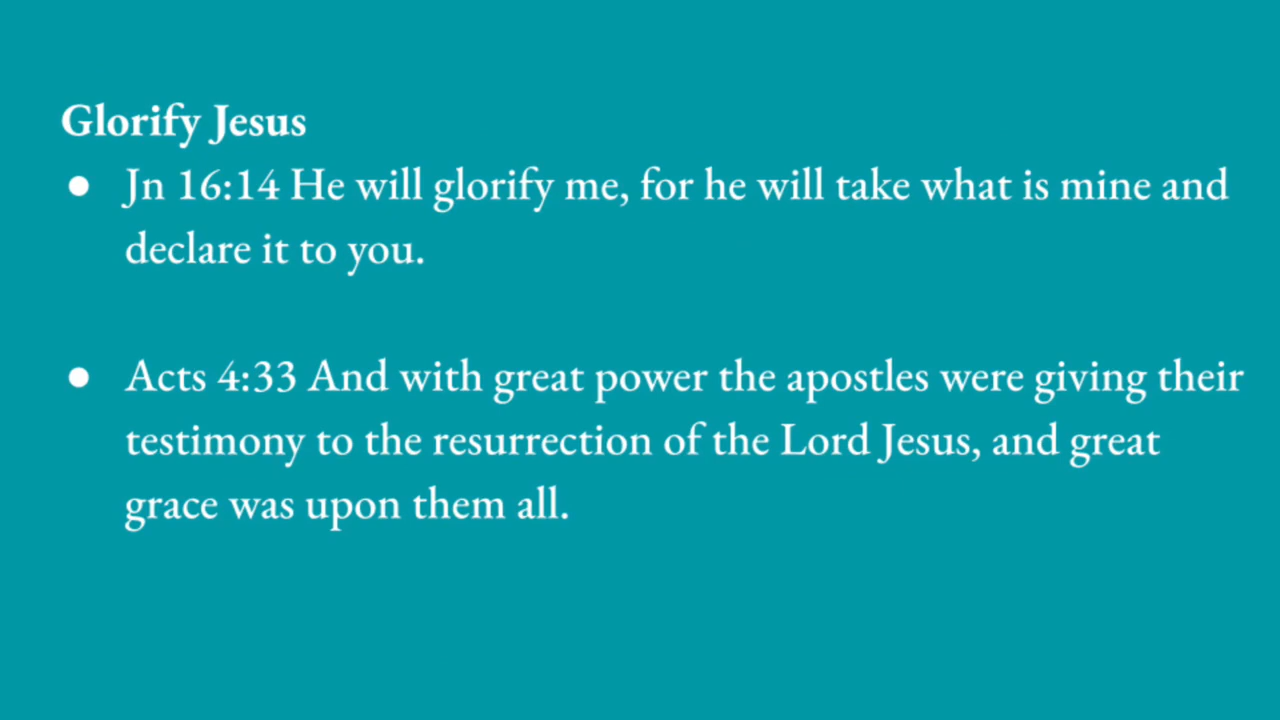 Glorify Jesus
● Jn 16:14 He will glorify me, for he will take what is mine and
declare it to you.
● Acts 4:33 And with great power the apostles were giving their
testimony to the resurrection of the Lord Jesus, and great
grace was upon them all.